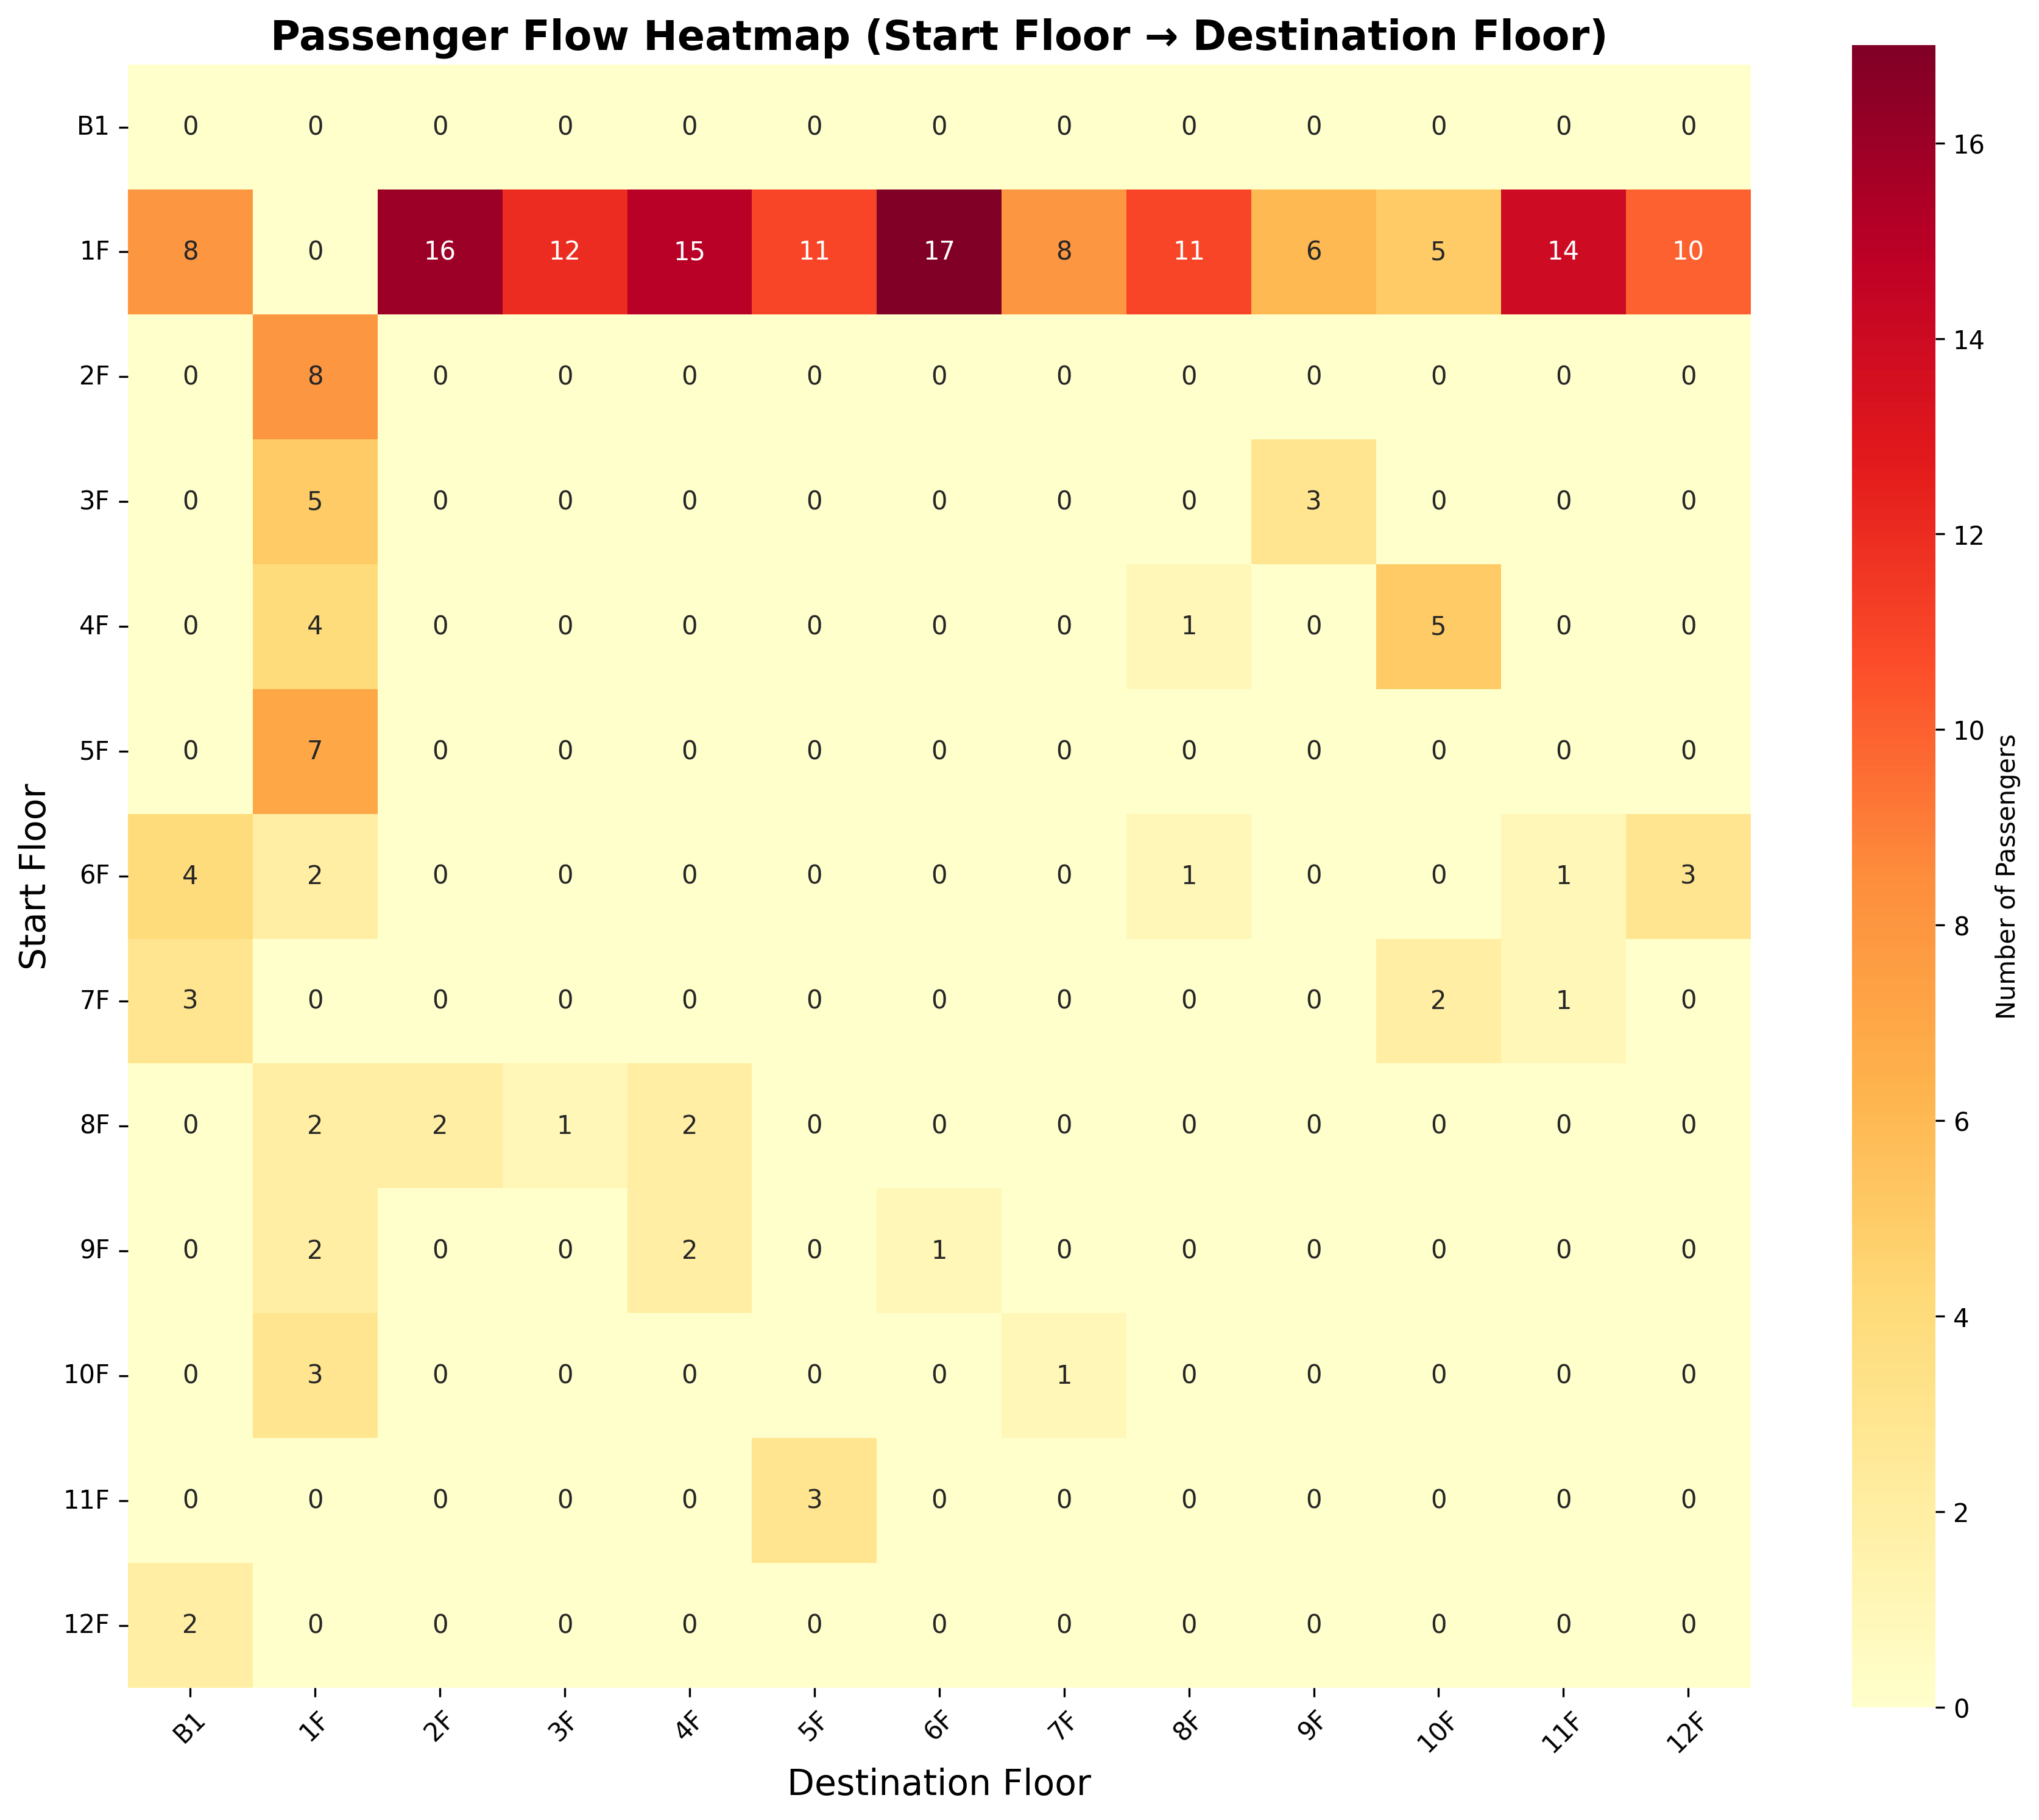 Passenger Flow Heatmap (Start Floor → Destination Floor)
B1 0 0 0 0 0 0 0 0 0 0 0 0 0
1F 8 0 16 12 15 11 17 8 11 6 5 14 10
2F 0 8 0 0 0 0 0 0 0 0 0 0 0
3F 0 5 0 0 0 0 0 0 0 3 0 0 0
4F 0 4 0 0 0 0 0 0 1 0 5 0 0
5F 0 7 0 0 0 0 0 0 0 0 0 0 0
6F 4 2 0 0 0 0 0 0 1 0 0 1 3
7F 3 0 0 0 0 0 0 0 0 0 2 1 0
8F 0 2 2 1 2 0 0 0 0 0 0 0 0
9F 0 2 0 0 2 0 1 0 0 0 0 0 0
10F 0 3 0 0 0 0 0 1 0 0 0 0 0
11F 0 0 0 0 0 3 0 0 0 0 0 0 0
12F 2 0 0 0 0 0 0 0 0 0 0 0 0
B1 1F 2F 3F 4F 5F 6F 7F 8F 9F 10F 11F 12F
Destination Floor
Start Floor
16
14
12
10
8
6
4
2
0
Number of Passengers